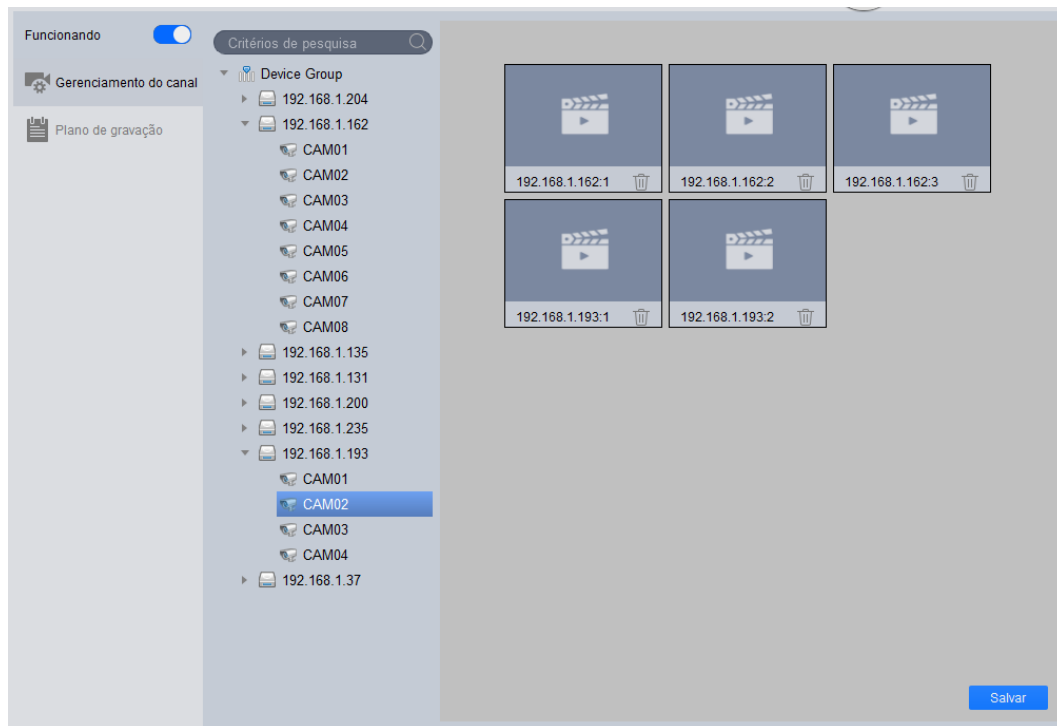 Funcionando
Gerenciamento do canal
Plano de gravação
Critérios de pesquisa
Device Group
192.168.1.204
192.168.1.162
CAM01
CAM02
CAM03
CAM04
CAM05
CAM06
CAM07
CAM08
192.168.1.135
192.168.1.131
192.168.1.200
192.168.1.235
192.168.1.193
CAM01
CAM02
CAM03
CAM04
192.168.1.37
192.168.1.162:1
192.168.1.162:2
192.168.1.162:3
192.168.1.193:1
192.168.1.193:2
Salvar